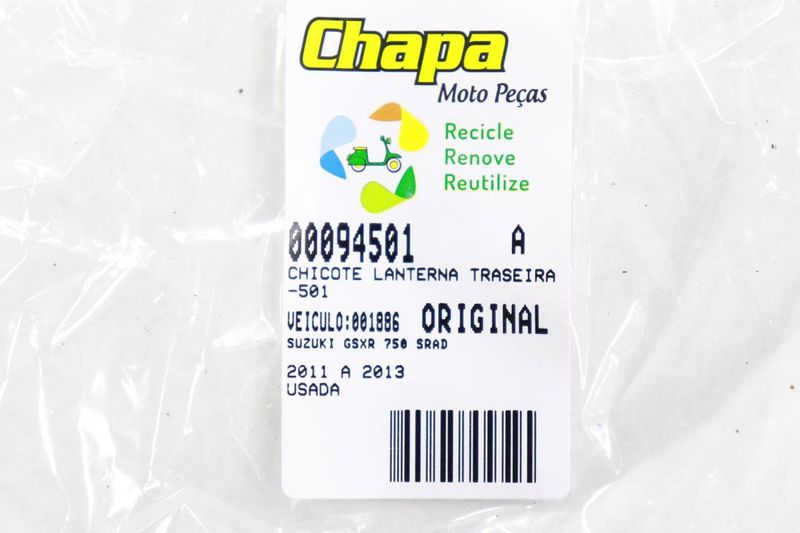 Chapa
Moto Peças
Recicle
Renove
Reutilize
00094501 A
CHICOTE LANTERNA TRASEIRA
-501
VEICULO:001886 ORIGINAL
SUZUKI GSXR 750 SRAD
2011 A 2013
USADA